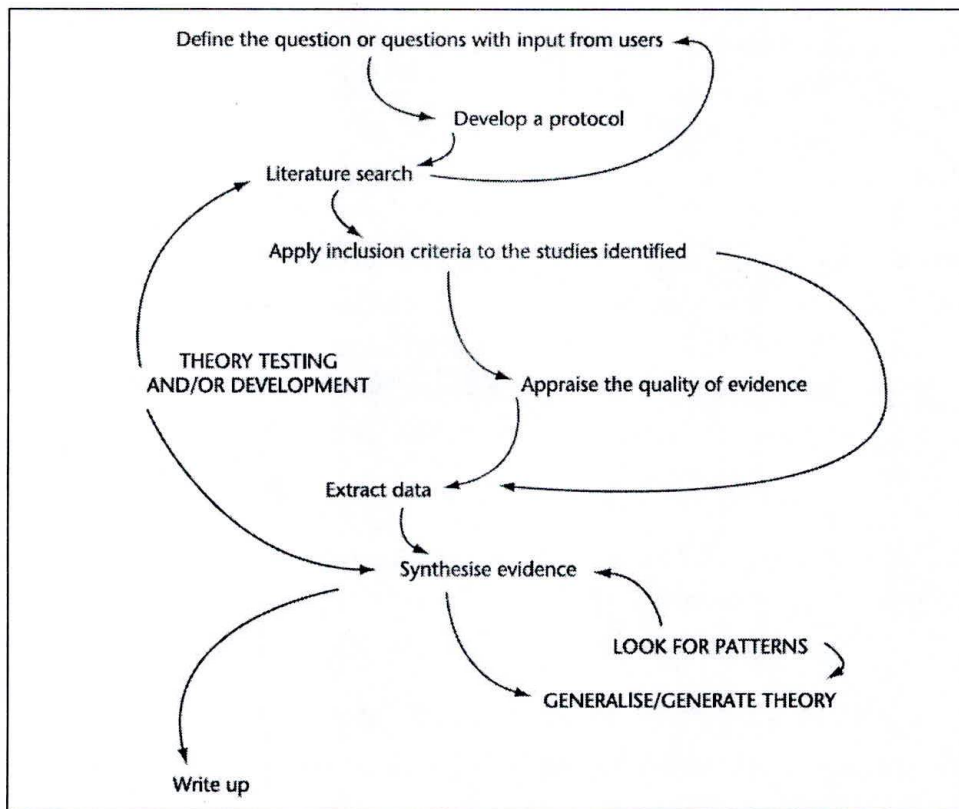 Define the question or questions with input from users
Develop a protocol
Literature search
Apply inclusion criteria to the studies identified
THEORY TESTING
AND/OR DEVELOPMENT
Appraise the quality of evidence
Extract data
Synthesise evidence
LOOK FOR PATTERNS
GENERALISE/GENERATE THEORY
Write up